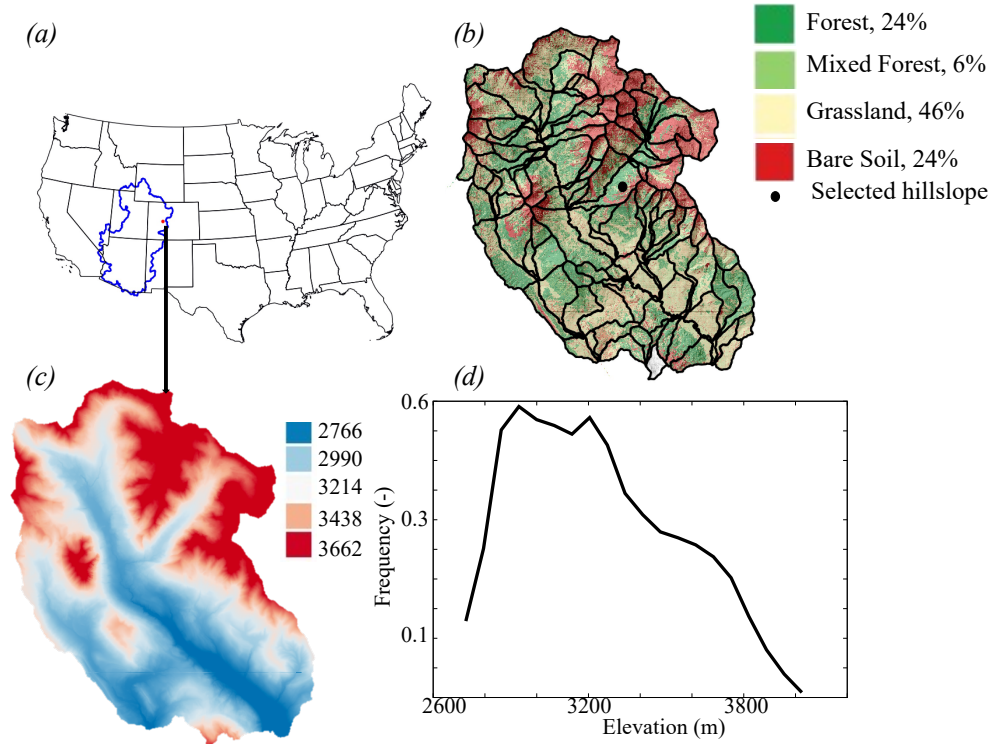 (a)
(b)
Forest, 24%
Mixed Forest, 6%
Grassland, 46%
Bare Soil, 24%
Selected hillslope
(c)
2766
2990
3214
3438
3662
(d)
0.6
0.3
0.1
Frequency (-)
2600
3200
3800
Elevation (m)